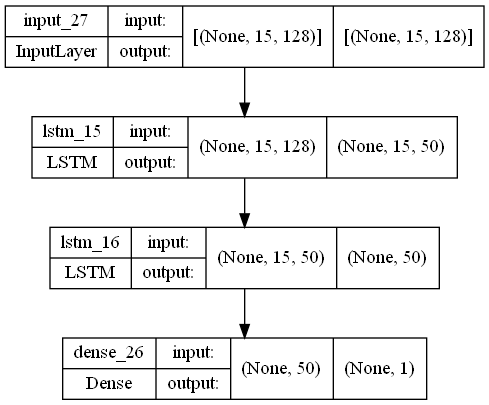 input_27 input: [(None, 15, 128)] [(None, 15, 128)]
InputLayer output:
lstm_15 input: (None, 15, 128) (None, 15, 50)
LSTM output:
lstm_16 input: (None, 15, 50) (None, 50)
LSTM output:
dense_26 input: (None, 50) (None, 1)
Dense output: